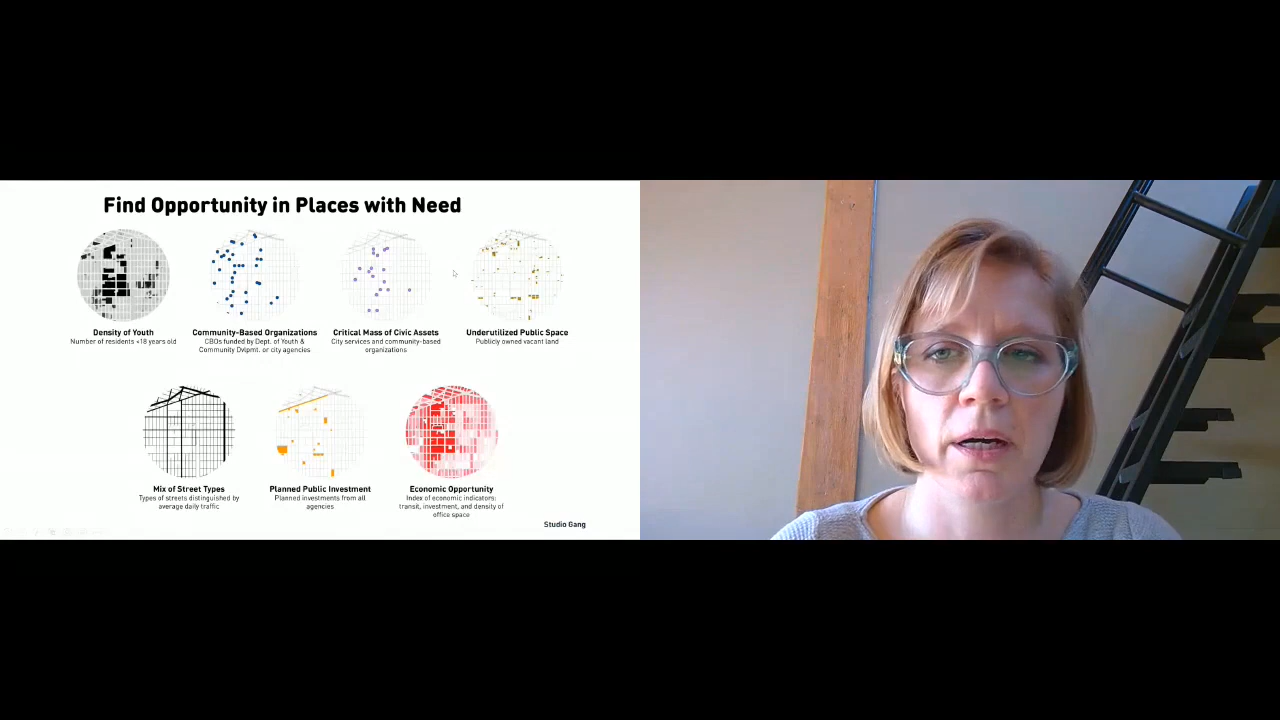 Find Opportunity in Places with Need
Density of Youth
Number of residents <18 years old
Community-Based Organizations
CBOs funded by Dept. of Youth &
Community Dvlpmt. or city agencies
Critical Mass of Civic Assets
City services and community-based
organizations
Underutilized Public Space
Publicly owned vacant land
Mix of Street Types
Types of streets distinguished by
average daily traffic
Planned Public Investment
Planned investments from all
agencies
Economic Opportunity
Index of economic indicators:
transit, investment, and density of
office space
Studio Gang